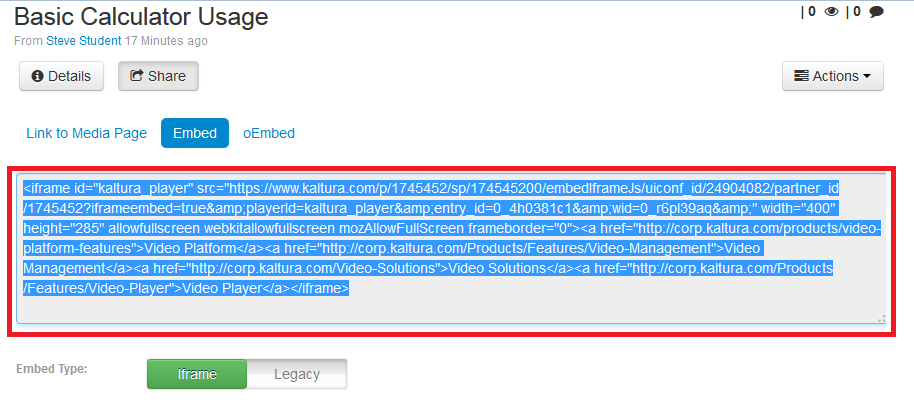 Basic Calculator Usage
| 0 | 0
From Steve Student 17 Minutes ago
Details Share Actions
Link to Media Page Embed oEmbed
<iframe id="kaltura_player" src="https://www.kaltura.com/p/1745452/sp/174545200/embedIframeJs/uiconf_id/24904082/partner_id
/1745452?iframeembed=true&amp;playerId=kaltura_player&amp;entry_id=0_4h0381c1&amp;wid=0_r6pl39aq&amp;" width="400"
height="285" allowfullscreen webkitallowfullscreen mozAllowFullScreen frameborder="0"><a href="http://corp.kaltura.com/products/video-
platform-features">Video Platform</a><a href="http://corp.kaltura.com/Products/Features/Video-Management">Video
Management</a><a href="http://corp.kaltura.com/Video-Solutions">Video Solutions</a><a href="http://corp.kaltura.com/Products
/Features/Video-Player">Video Player</a></iframe>
Embed Type: Iframe Legacy